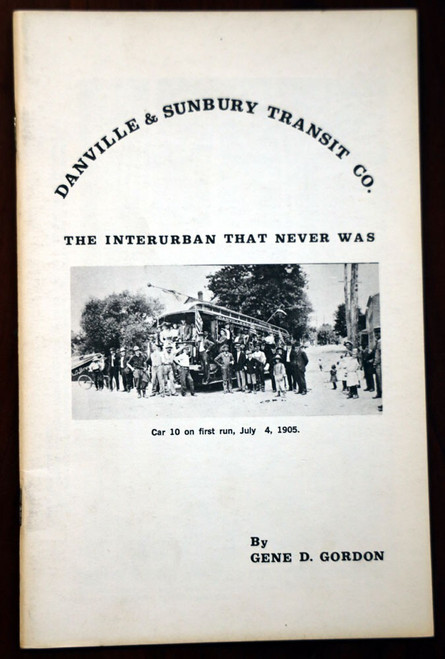 DANVILLE & SUNBURY TRANSIT CO.
THE INTERURBAN THAT NEVER WAS
Car 10 on first run, July 4, 1905.
By
GENE D. GORDON